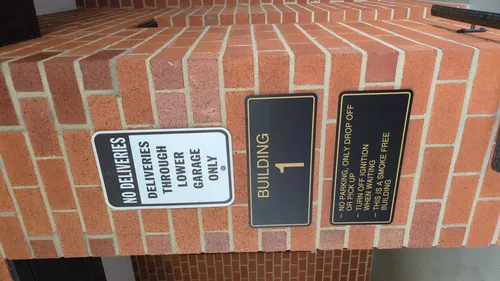 NO DELIVERIES
DELIVERIES
THROUGH
LOWER
GARAGE
ONLY
BUILDING
1
- NO PARKING, ONLY DROP OFF
OR PICK UP
- TURN OFF IGNITION
WHEN WAITING
- THIS IS A SMOKE FREE
BUILDING